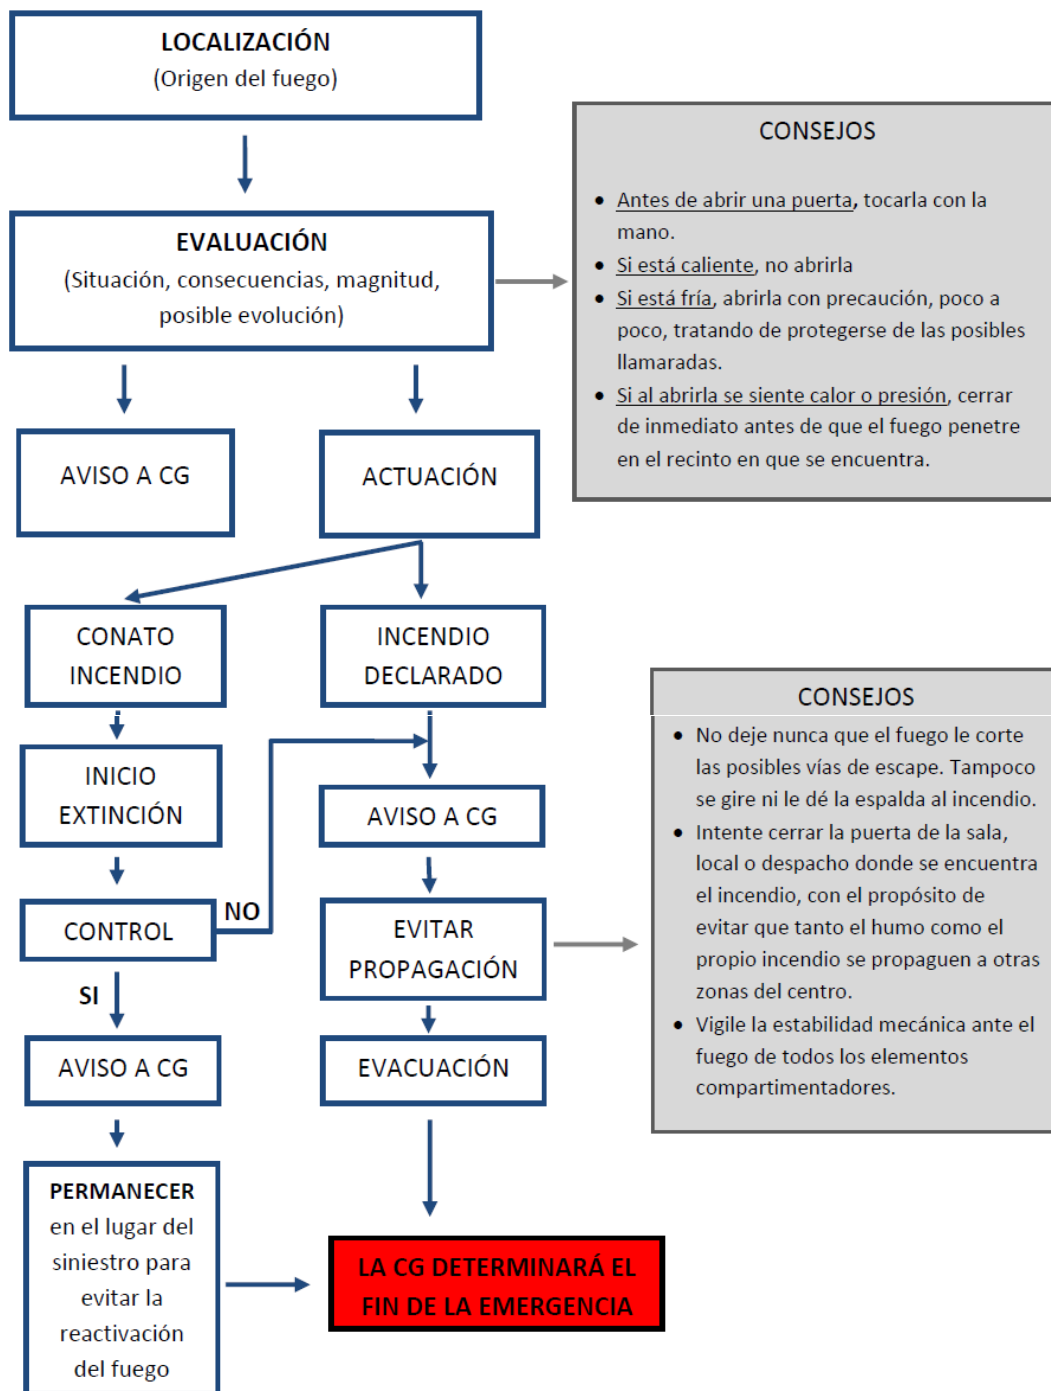 LOCALIZACIÓN
(Origen del fuego)
CONSEJOS
• Antes de abrir una puerta, tocarla con la
mano.
• Si está caliente, no abrirla
• Si está fría, abrirla con precaución, poco a
poco, tratando de protegerse de las posibles
llamaradas.
• Si al abrirla se siente calor o presión, cerrar
de inmediato antes de que el fuego penetre
en el recinto en que se encuentra.
EVALUACIÓN
(Situación, consecuencias, magnitud,
posible evolución)
AVISO A CG
ACTUACIÓN
CONATO
INCENDIO
INCENDIO
DECLARADO
INICIO
EXTINCIÓN
AVISO A CG
CONTROL
NO
SI
EVITAR
PROPAGACIÓN
CONSEJOS
• No deje nunca que el fuego le corte
las posibles vías de escape. Tampoco
se gire ni le dé la espalda al incendio.
• Intente cerrar la puerta de la sala,
local o despacho donde se encuentra
el incendio, con el propósito de
evitar que tanto el humo como el
propio incendio se propaguen a otras
zonas del centro.
• Vigile la estabilidad mecánica ante el
fuego de todos los elementos
compartimentadores.
AVISO A CG
EVACUACIÓN
PERMANECER
en el lugar del
siniestro para
evitar la
reactivación
del fuego
LA CG DETERMINARÁ EL
FIN DE LA EMERGENCIA